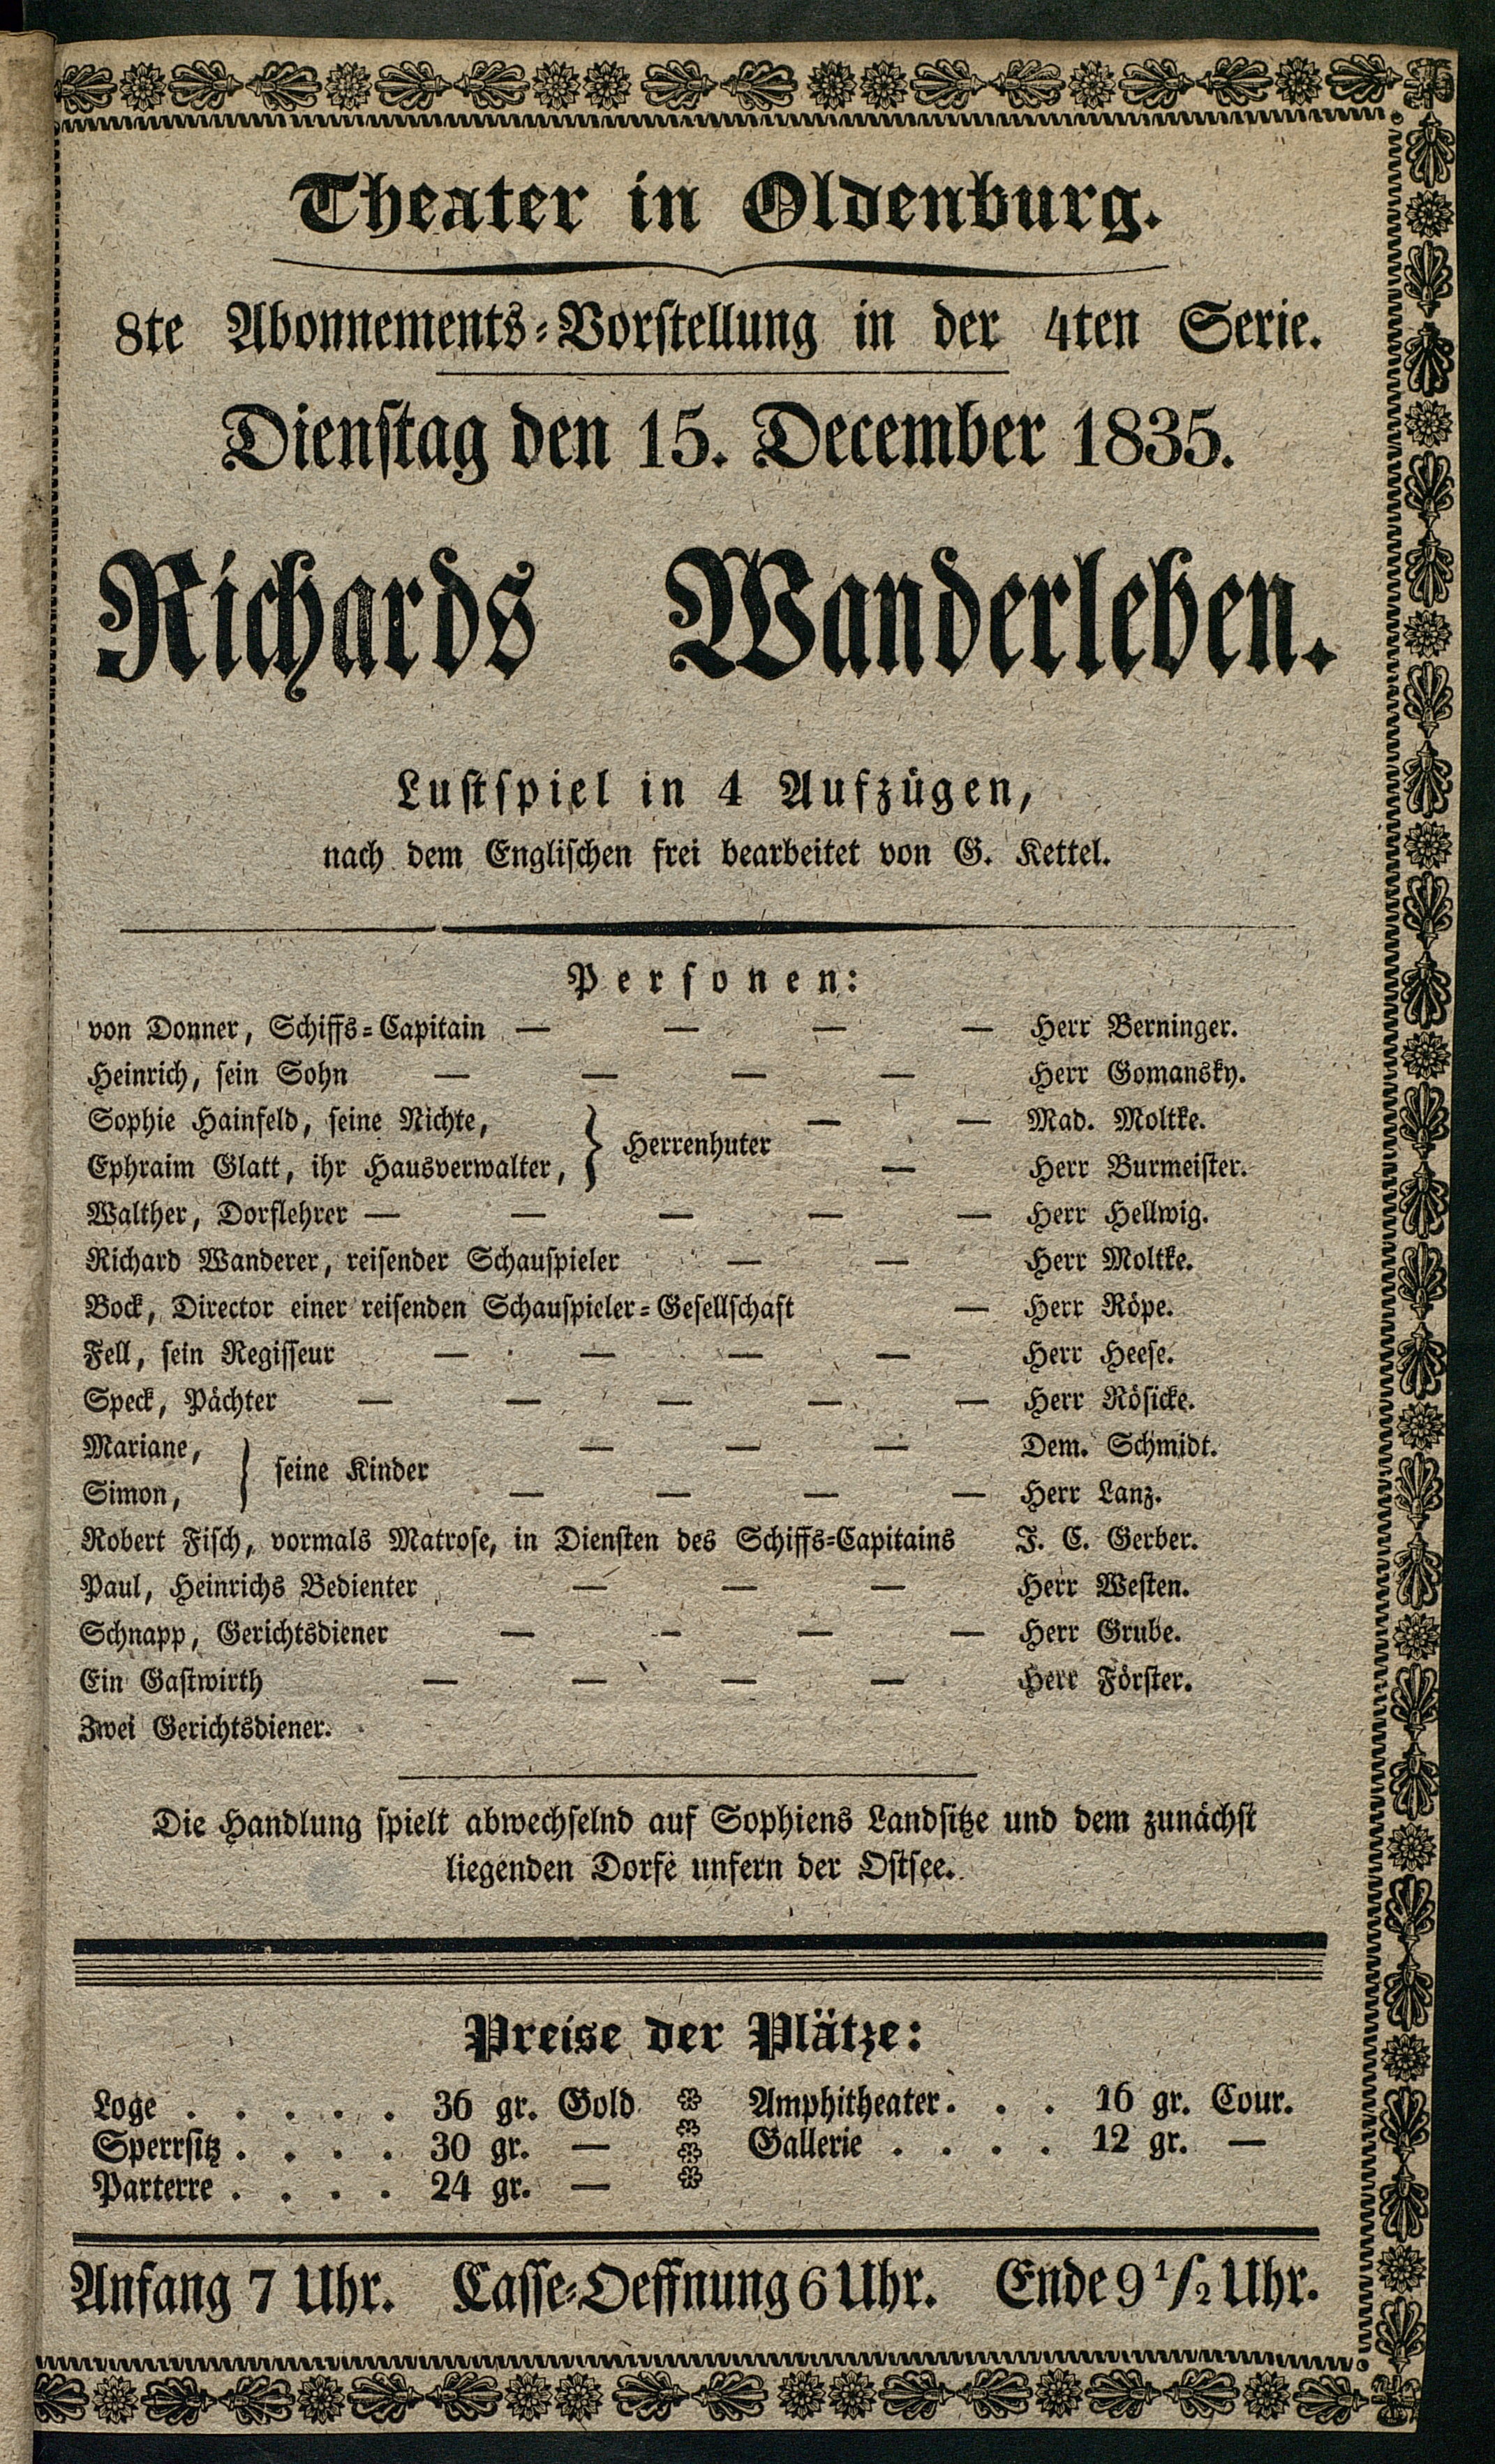 Theater in Oldenburg.
8te Abonnements-Vorstellung in der 4ten Serie.
Dienstag den 15. December 1835.
Richards Wanderleben.
Lustspiel in 4 Aufzügen,
nach dem Englischen frei bearbeitet von G. Kettel.
Personen:
von Donner, Schiffs-Capitain — — — — Herr Berninger.
Heinrich, sein Sohn — — — — Herr Gomansky.
Sophie Hainfeld, seine Nichte, } Herrenhuter — — Mad. Moltke.
Ephraim Glatt, ihr Hausverwalter, — Herr Burmeister.
Walther, Dorflehrer — — — — — Herr Hellwig.
Richard Wanderer, reisender Schauspieler — — Herr Moltke.
Bock, Director einer reisenden Schauspieler-Gesellschaft — Herr Röpe.
Fell, sein Regisseur — — — — Herr Heese.
Speck, Pächter — — — — — Herr Rösicke.
Mariane, } seine Kinder — — — Dem. Schmidt.
Simon, — — — — Herr Lanz.
Robert Fisch, vormals Matrose, in Diensten des Schiffs-Capitains J. C. Gerber.
Paul, Heinrichs Bedienter — — — Herr Westen.
Schnapp, Gerichtsdiener — - — — Herr Grube.
Ein Gastwirth — — — — Herr Förster.
Zwei Gerichtsdiener.
Die Handlung spielt abwechselnd auf Sophiens Landsitze und dem zunächst
liegenden Dorfe unfern der Ostsee.
Preise der Plätze:
Loge . . . . . 36 gr. Gold
Sperrsitz . . . . 30 gr. —
Parterre . . . . 24 gr. —
Amphitheater. . . 16 gr. Cour.
Gallerie . . . . 12 gr. —
Anfang 7 Uhr. Casse-Oeffnung 6 Uhr. Ende 9 1/2 Uhr.